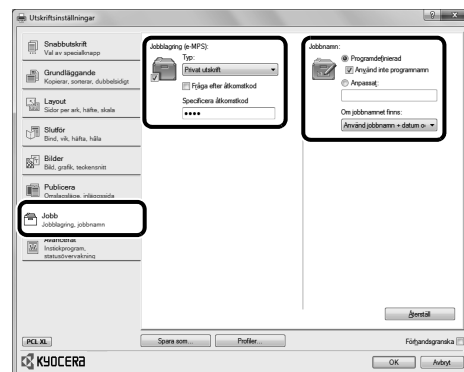 Utskriftsinställningar
Snabbutskrift
Val av specialknapp
Grundläggande
Kopierar, sorterar, dubbelsidigt
Layout
Sidor per ark, häfte, skala
Slutför
Bind, vik, häfta, håla
Bilder
Bild, grafik, teckensnitt
Publicera
Omslagsläge, inläggssida
Jobb
Jobblagring, jobbnamn
Avancerat
Instickprogram,
statusövervakning
Jobblagring (e-MPS):
Typ:
Privat utskrift
Fråga efter åtkomstkod
Specificera åtkomstkod
••••
Jobbnamn:
Programdefinierad
Använd inte programnamn
Anpassat:
Om jobbnamnet finns:
Använd jobbnamn + datum o
Återställ
PCL XL
Spara som...
Profiler...
Förhandsgranska
KYOCERA
OK
Avbryt